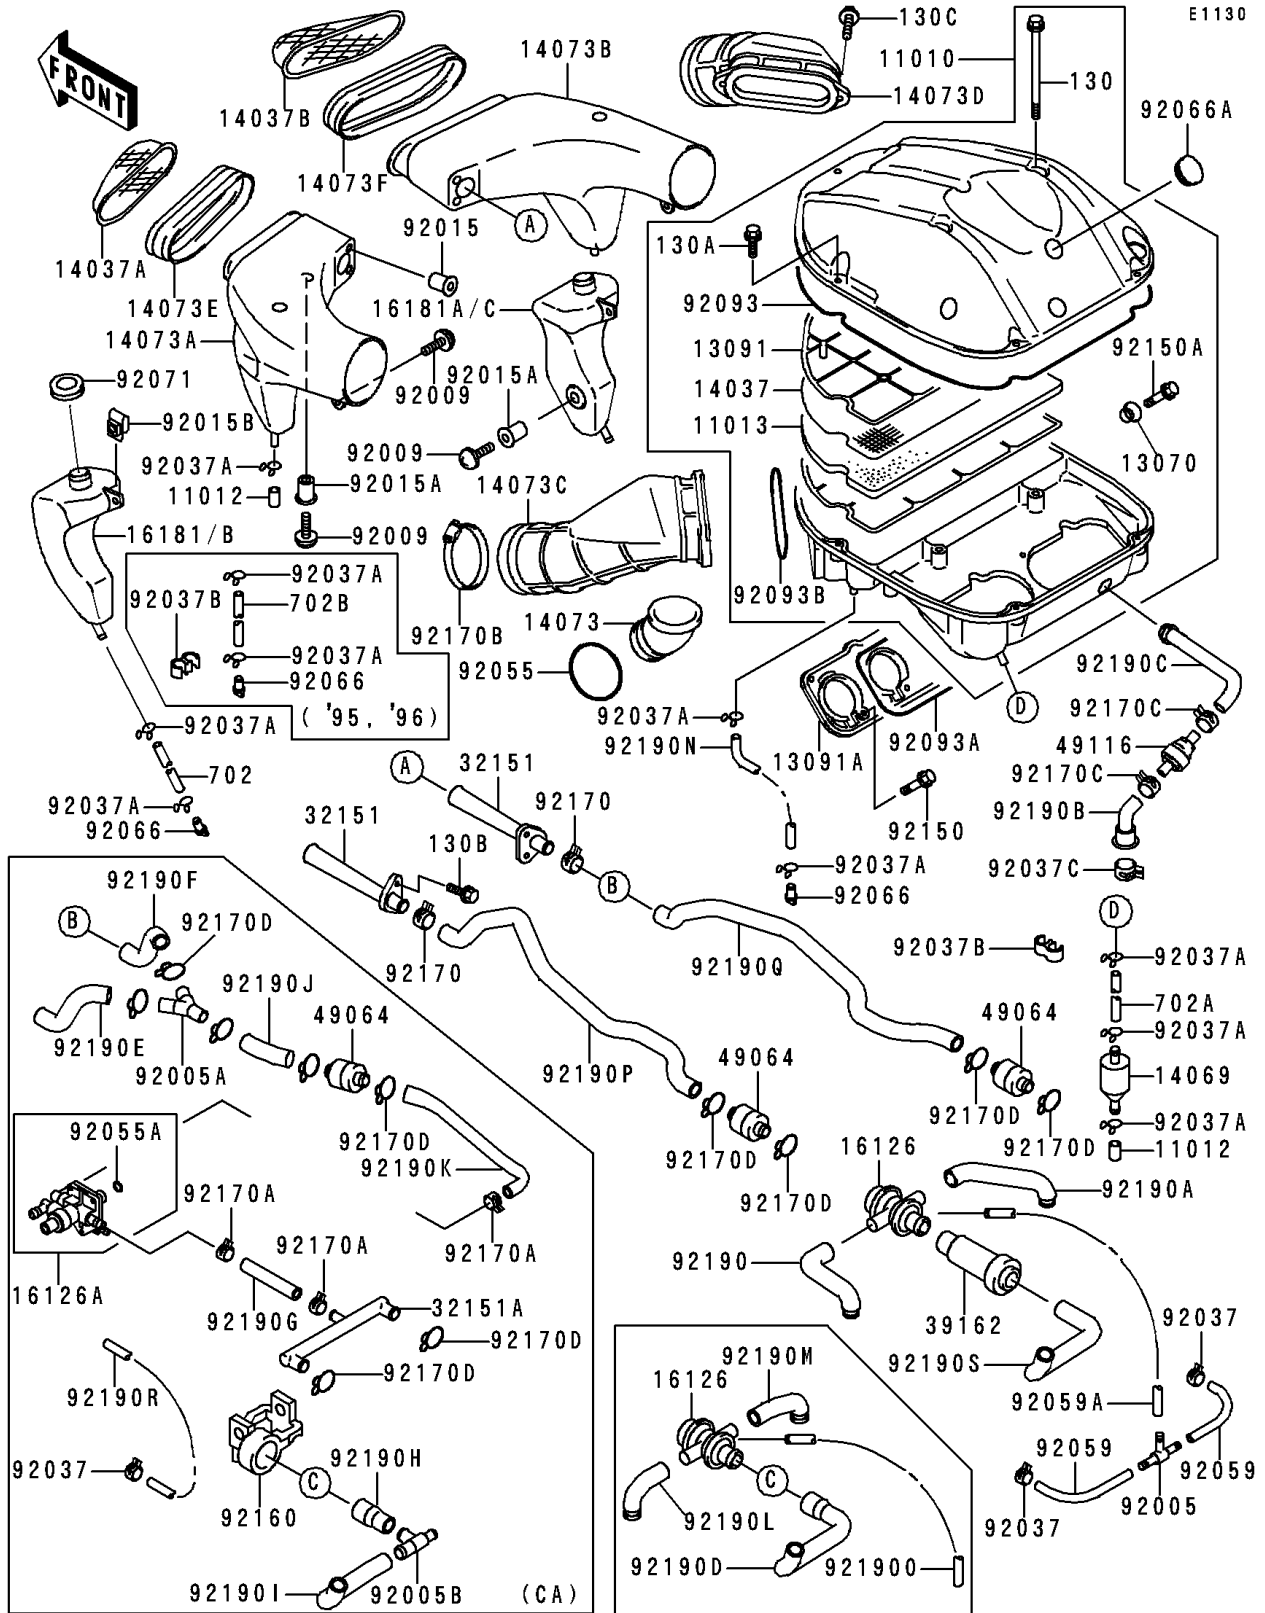 E1130
FRONT
130C
14073B
11010
130
14073D
92066A
14037B
14073F
A
92015
130A
14037A
14073E
16181A/C
92093
14073A
13091
92150A
92071
92015A
92009
14037
92015B
11013
92037A
92009
13070
11012
92015A
14073C
16181/B
92009
92093B
92037A
92037B
702B
92170B
14073
92037A
92055
92190C
92066
('95, '96)
D
92037A
92037A
92170C
92190N
13091A
92093A
49116
702
A
32151
92170C
92037A
92170
92190B
92066
32151
92150
130B
92037A
92037C
92190F
92066
B
B
D
92170D
92037B
92037A
92170
92190Q
92190J
702A
49064
49064
92037A
92190E
92190P
49064
92005A
14069
92055A
92170D
92170D
92037A
92170D
92170D
16126
92190K
11012
92170A
92170D
92190A
92170A
92170A
92190
16126A
32151A
92190G
39162
92170D
92037
92190M
92190S
92170D
16126
92190R
92059A
92190H
92059
92037
C
C
92059
92160
92005
92190L
92037
92190D
92190O
92190I
92005B
(CA)